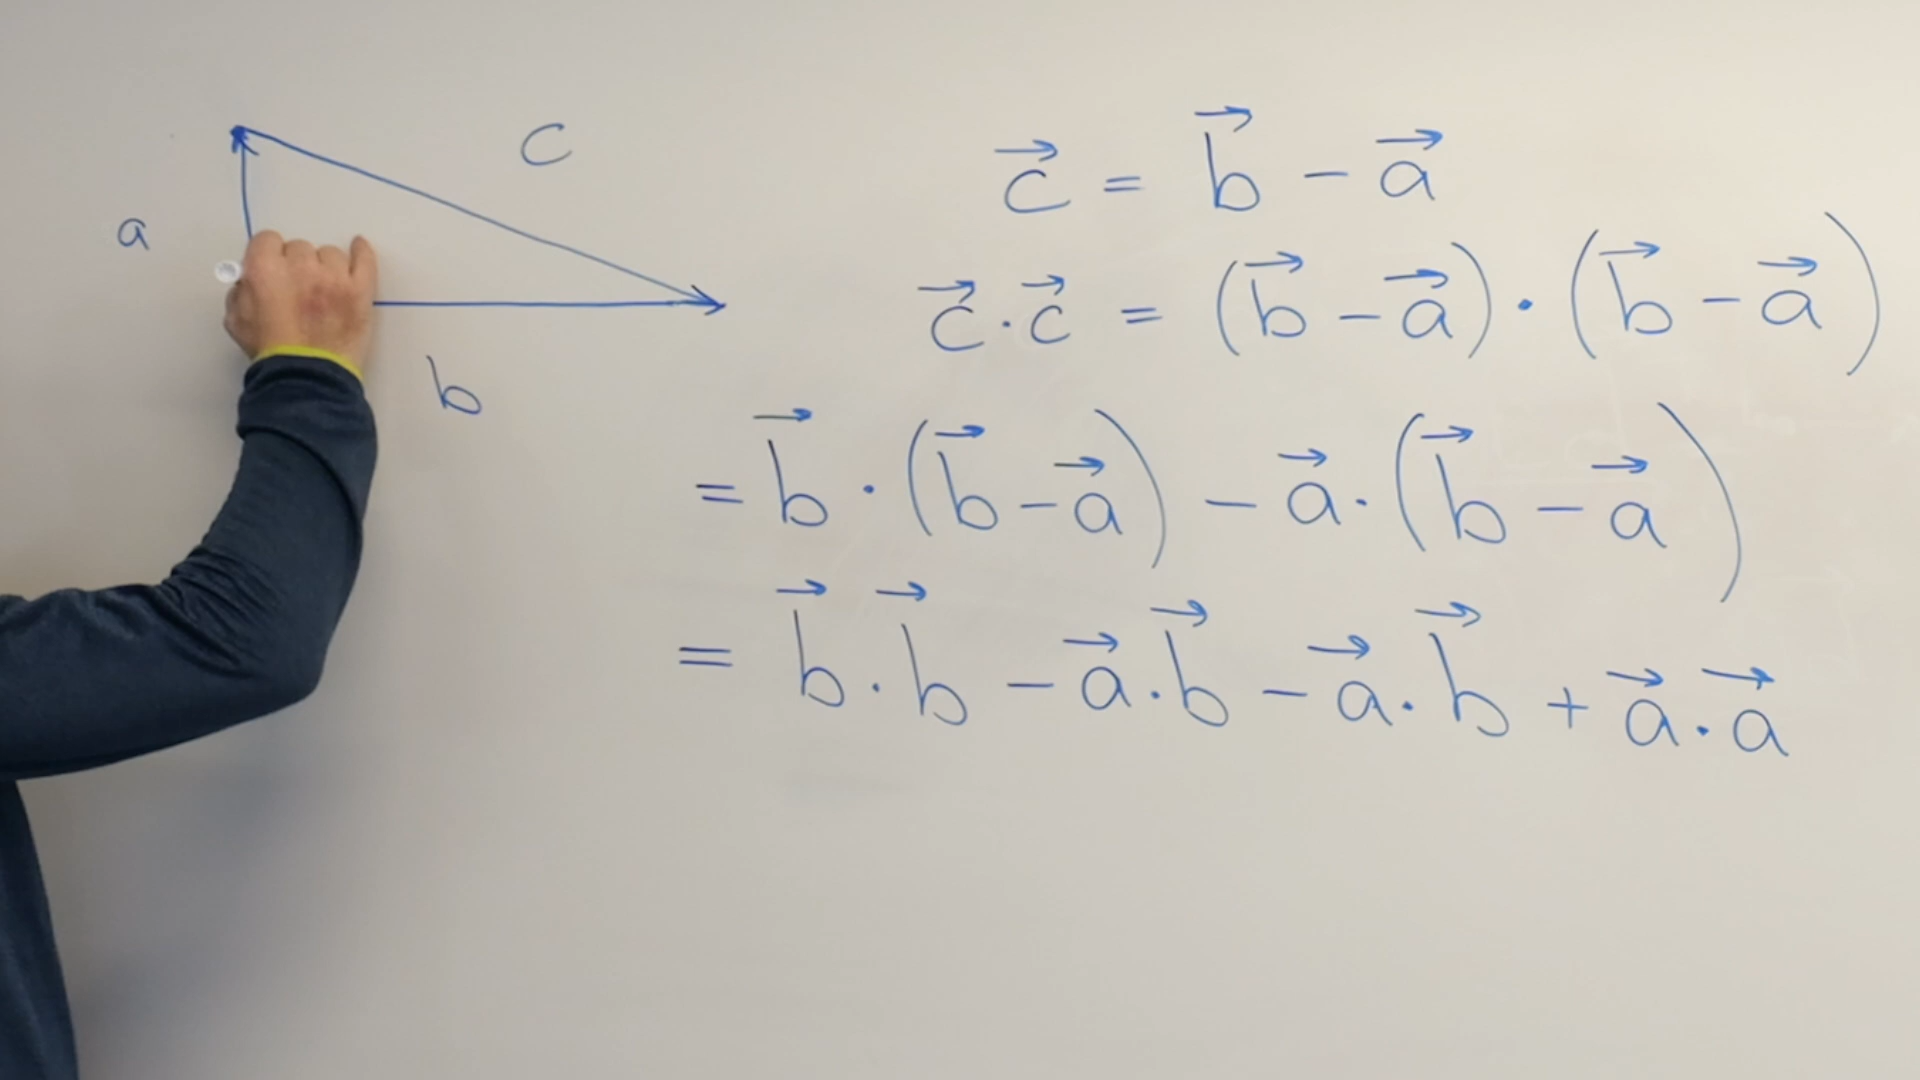 c
a
b
c⃗ = b⃗ − a⃗
c⃗ · c⃗ = (b⃗ − a⃗) · (b⃗ − a⃗)
= b⃗ · (b⃗ − a⃗) − a⃗ · (b⃗ − a⃗)
= b⃗ · b⃗ − a⃗ · b⃗ − a⃗ · b⃗ + a⃗ · a⃗